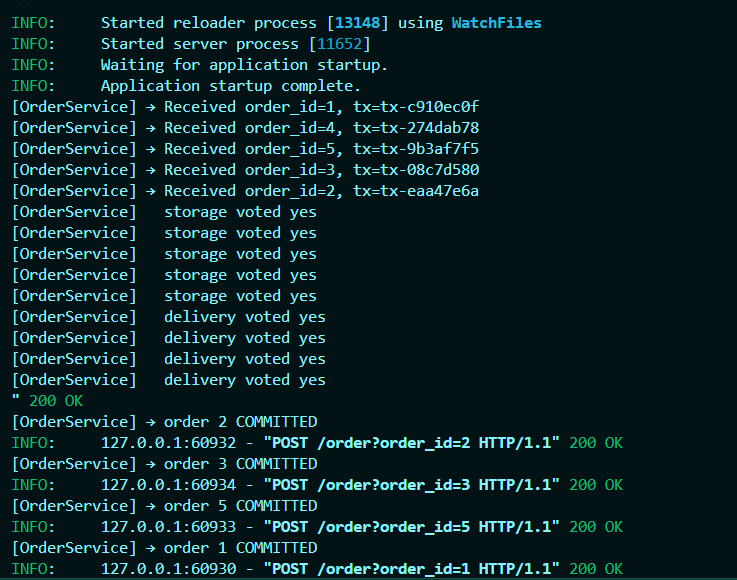 INFO:     Started reloader process [13148] using WatchFiles
INFO:     Started server process [11652]
INFO:     Waiting for application startup.
INFO:     Application startup complete.
[OrderService] → Received order_id=1, tx=tx-c910ec0f
[OrderService] → Received order_id=4, tx=tx-274dab78
[OrderService] → Received order_id=5, tx=tx-9b3af7f5
[OrderService] → Received order_id=3, tx=tx-08c7d580
[OrderService] → Received order_id=2, tx=tx-eaa47e6a
[OrderService]   storage voted yes
[OrderService]   storage voted yes
[OrderService]   storage voted yes
[OrderService]   storage voted yes
[OrderService]   storage voted yes
[OrderService]   delivery voted yes
[OrderService]   delivery voted yes
[OrderService]   delivery voted yes
[OrderService]   delivery voted yes
" 200 OK
[OrderService] → order 2 COMMITTED
INFO:     127.0.0.1:60932 - "POST /order?order_id=2 HTTP/1.1" 200 OK
[OrderService] → order 3 COMMITTED
INFO:     127.0.0.1:60934 - "POST /order?order_id=3 HTTP/1.1" 200 OK
[OrderService] → order 5 COMMITTED
INFO:     127.0.0.1:60933 - "POST /order?order_id=5 HTTP/1.1" 200 OK
[OrderService] → order 1 COMMITTED
INFO:     127.0.0.1:60930 - "POST /order?order_id=1 HTTP/1.1" 200 OK